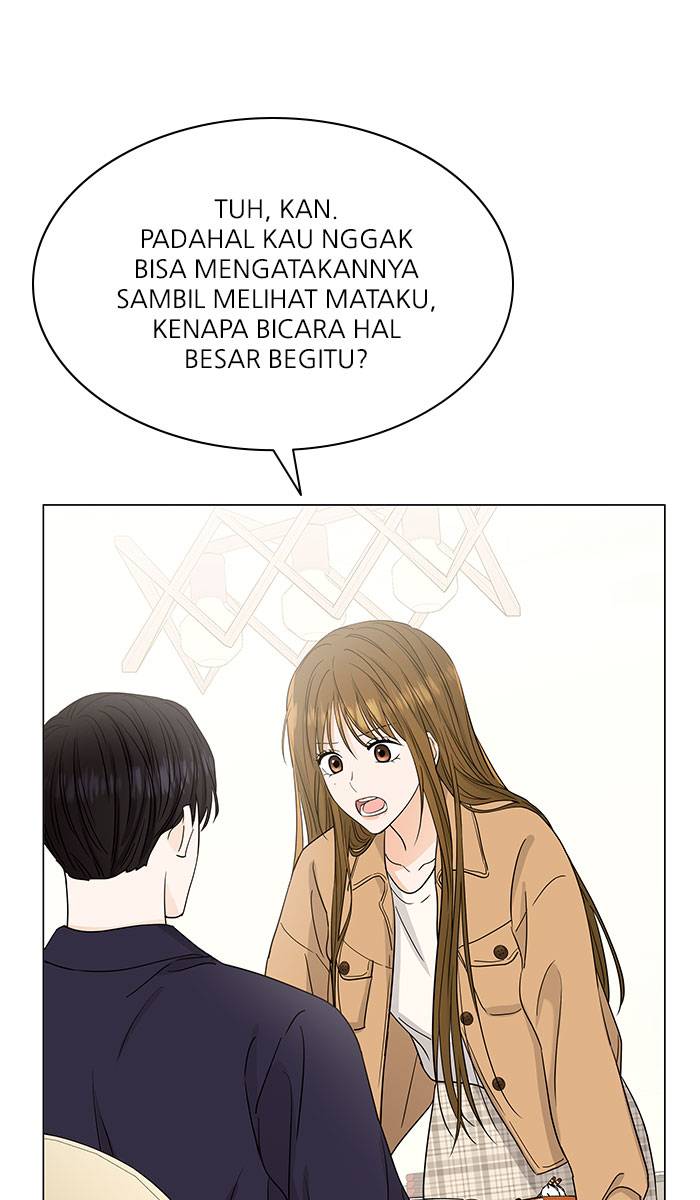 TUH, KAN.
PADAHAL KAU NGGAK
BISA MENGATAKANNYA
SAMBIL MELIHAT MATAKU,
KENAPA BICARA HAL
BESAR BEGITU?